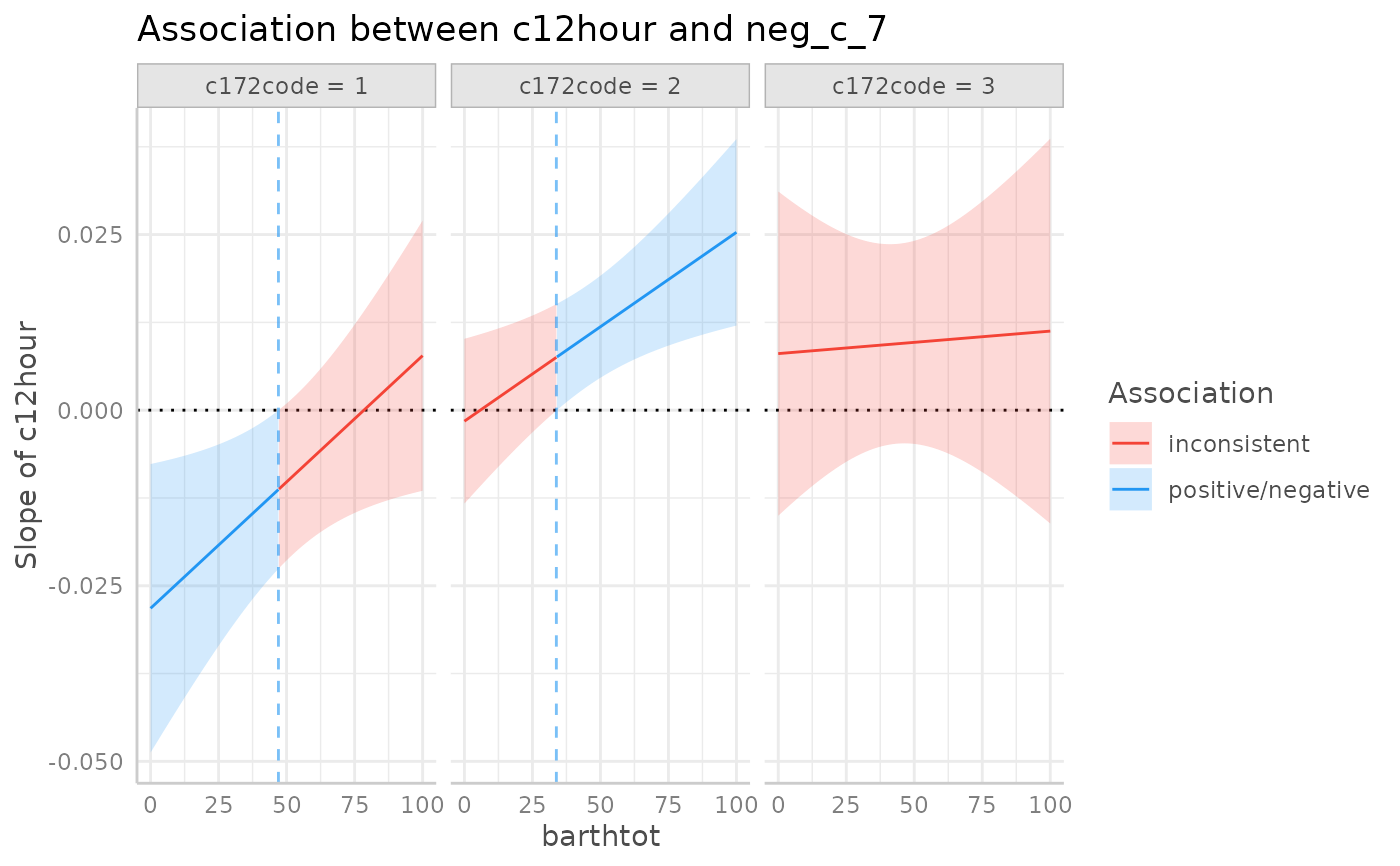 Association between c12hour and neg_c_7
c172code = 1
c172code = 2
c172code = 3
Slope of c12hour
0.025
0.000
-0.025
-0.050
0 25 50 75 100
0 25 50 75 100
0 25 50 75 100
barthtot
Association
inconsistent
positive/negative